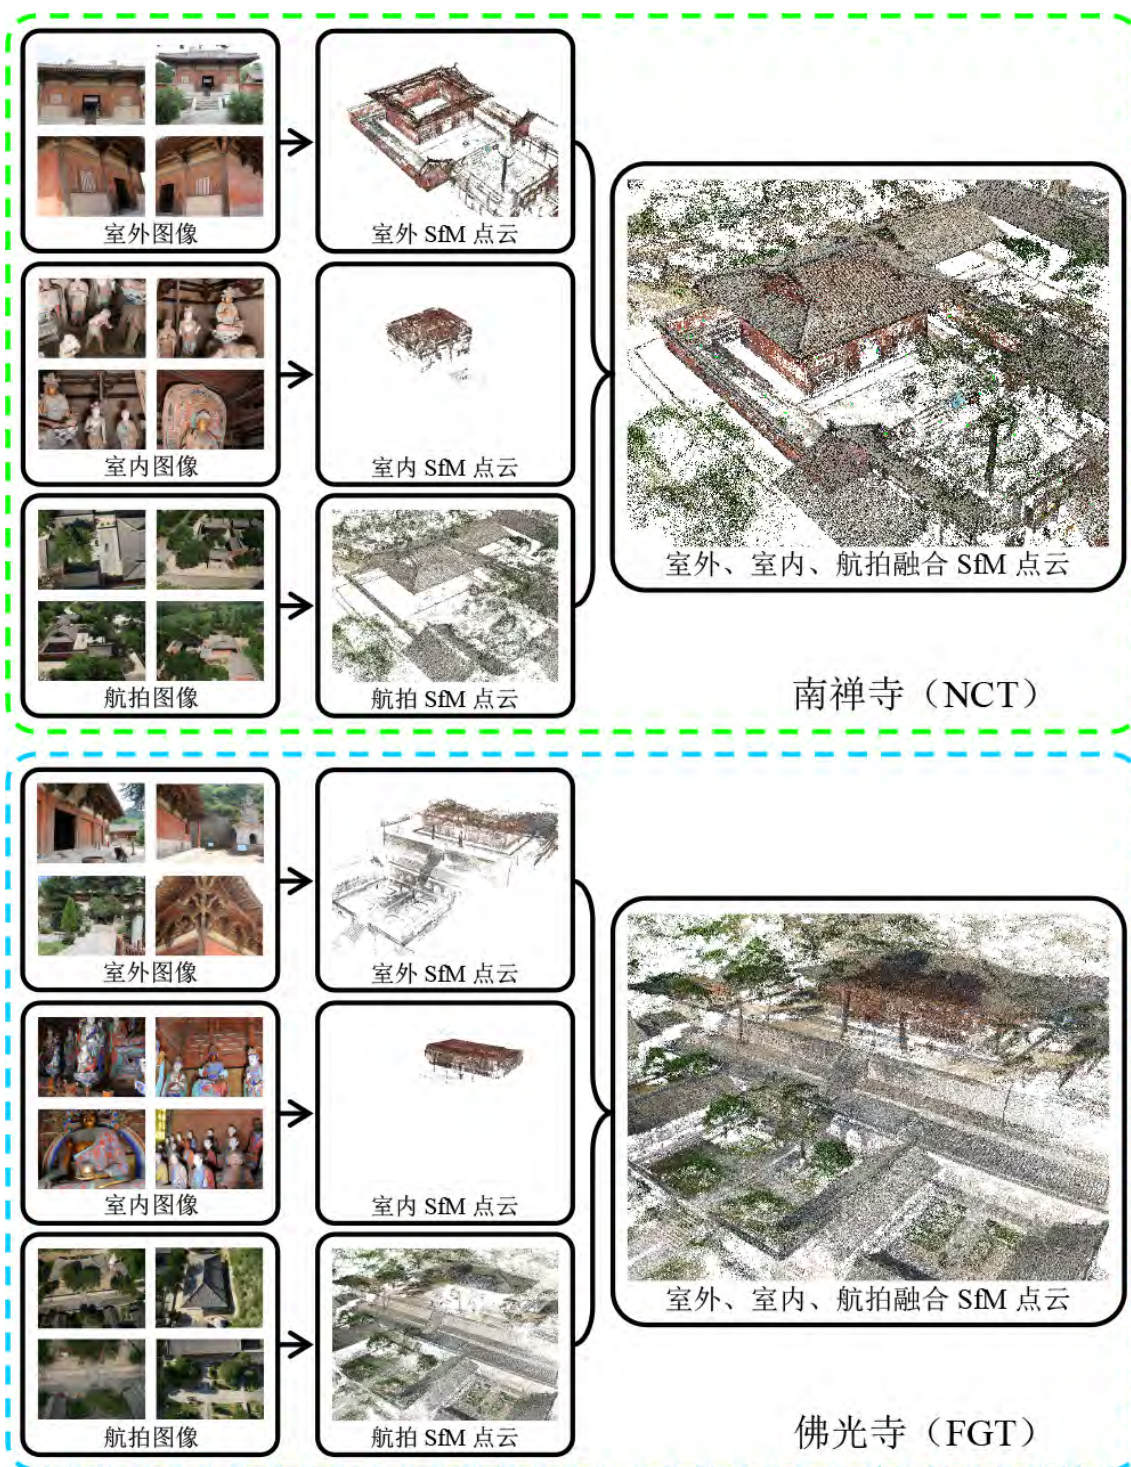 室外图像
室外 SfM 点云
室内图像
室内 SfM 点云
航拍图像
航拍 SfM 点云
室外、室内、航拍融合 SfM 点云
南禅寺（NCT）
室外图像
室外 SfM 点云
室内图像
室内 SfM 点云
航拍图像
航拍 SfM 点云
室外、室内、航拍融合 SfM 点云
佛光寺（FGT）